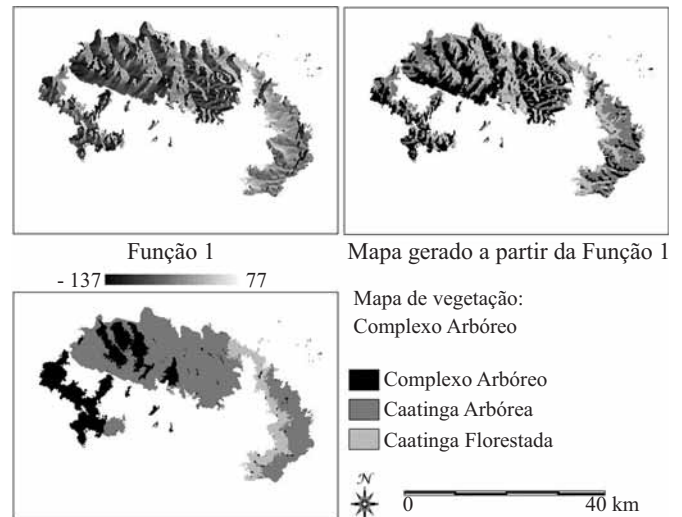 Função 1
Mapa gerado a partir da Função 1
- 137 77
Mapa de vegetação:
Complexo Arbóreo
Complexo Arbóreo
Caatinga Arbórea
Caatinga Florestada
N
0 40 km